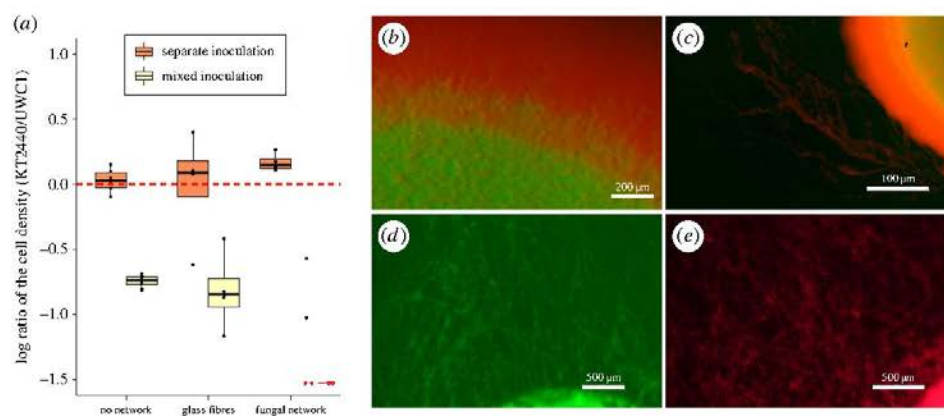 (a)
separate inoculation
mixed inoculation
log ratio of the cell density (KT2440/UWC1)
1.0
0.5
0.0
−0.5
−1.0
−1.5
no network
glass fibres
fungal network
(b)
200 µm
(c)
100 µm
(d)
500 µm
(e)
500 µm